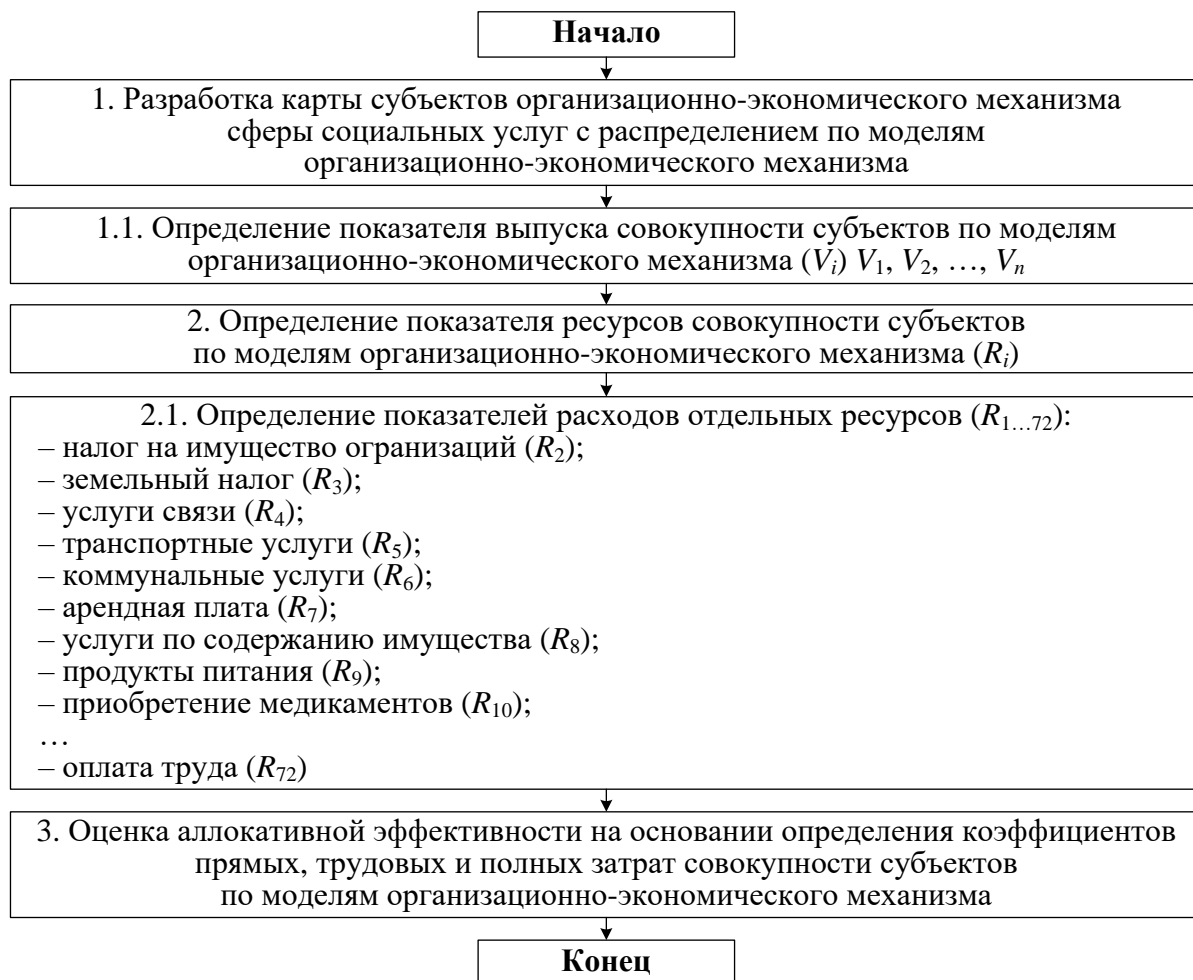 Начало
1. Разработка карты субъектов организационно-экономического механизма
сферы социальных услуг с распределением по моделям
организационно-экономического механизма
1.1. Определение показателя выпуска совокупности субъектов по моделям
организационно-экономического механизма (Vi) V1, V2, …, Vn
2. Определение показателя ресурсов совокупности субъектов
по моделям организационно-экономического механизма (Ri)
2.1. Определение показателей расходов отдельных ресурсов (R1…72):
– налог на имущество огранизаций (R2);
– земельный налог (R3);
– услуги связи (R4);
– транспортные услуги (R5);
– коммунальные услуги (R6);
– арендная плата (R7);
– услуги по содержанию имущества (R8);
– продукты питания (R9);
– приобретение медикаментов (R10);
…
– оплата труда (R72)
3. Оценка аллокативной эффективности на основании определения коэффициентов
прямых, трудовых и полных затрат совокупности субъектов
по моделям организационно-экономического механизма
Конец